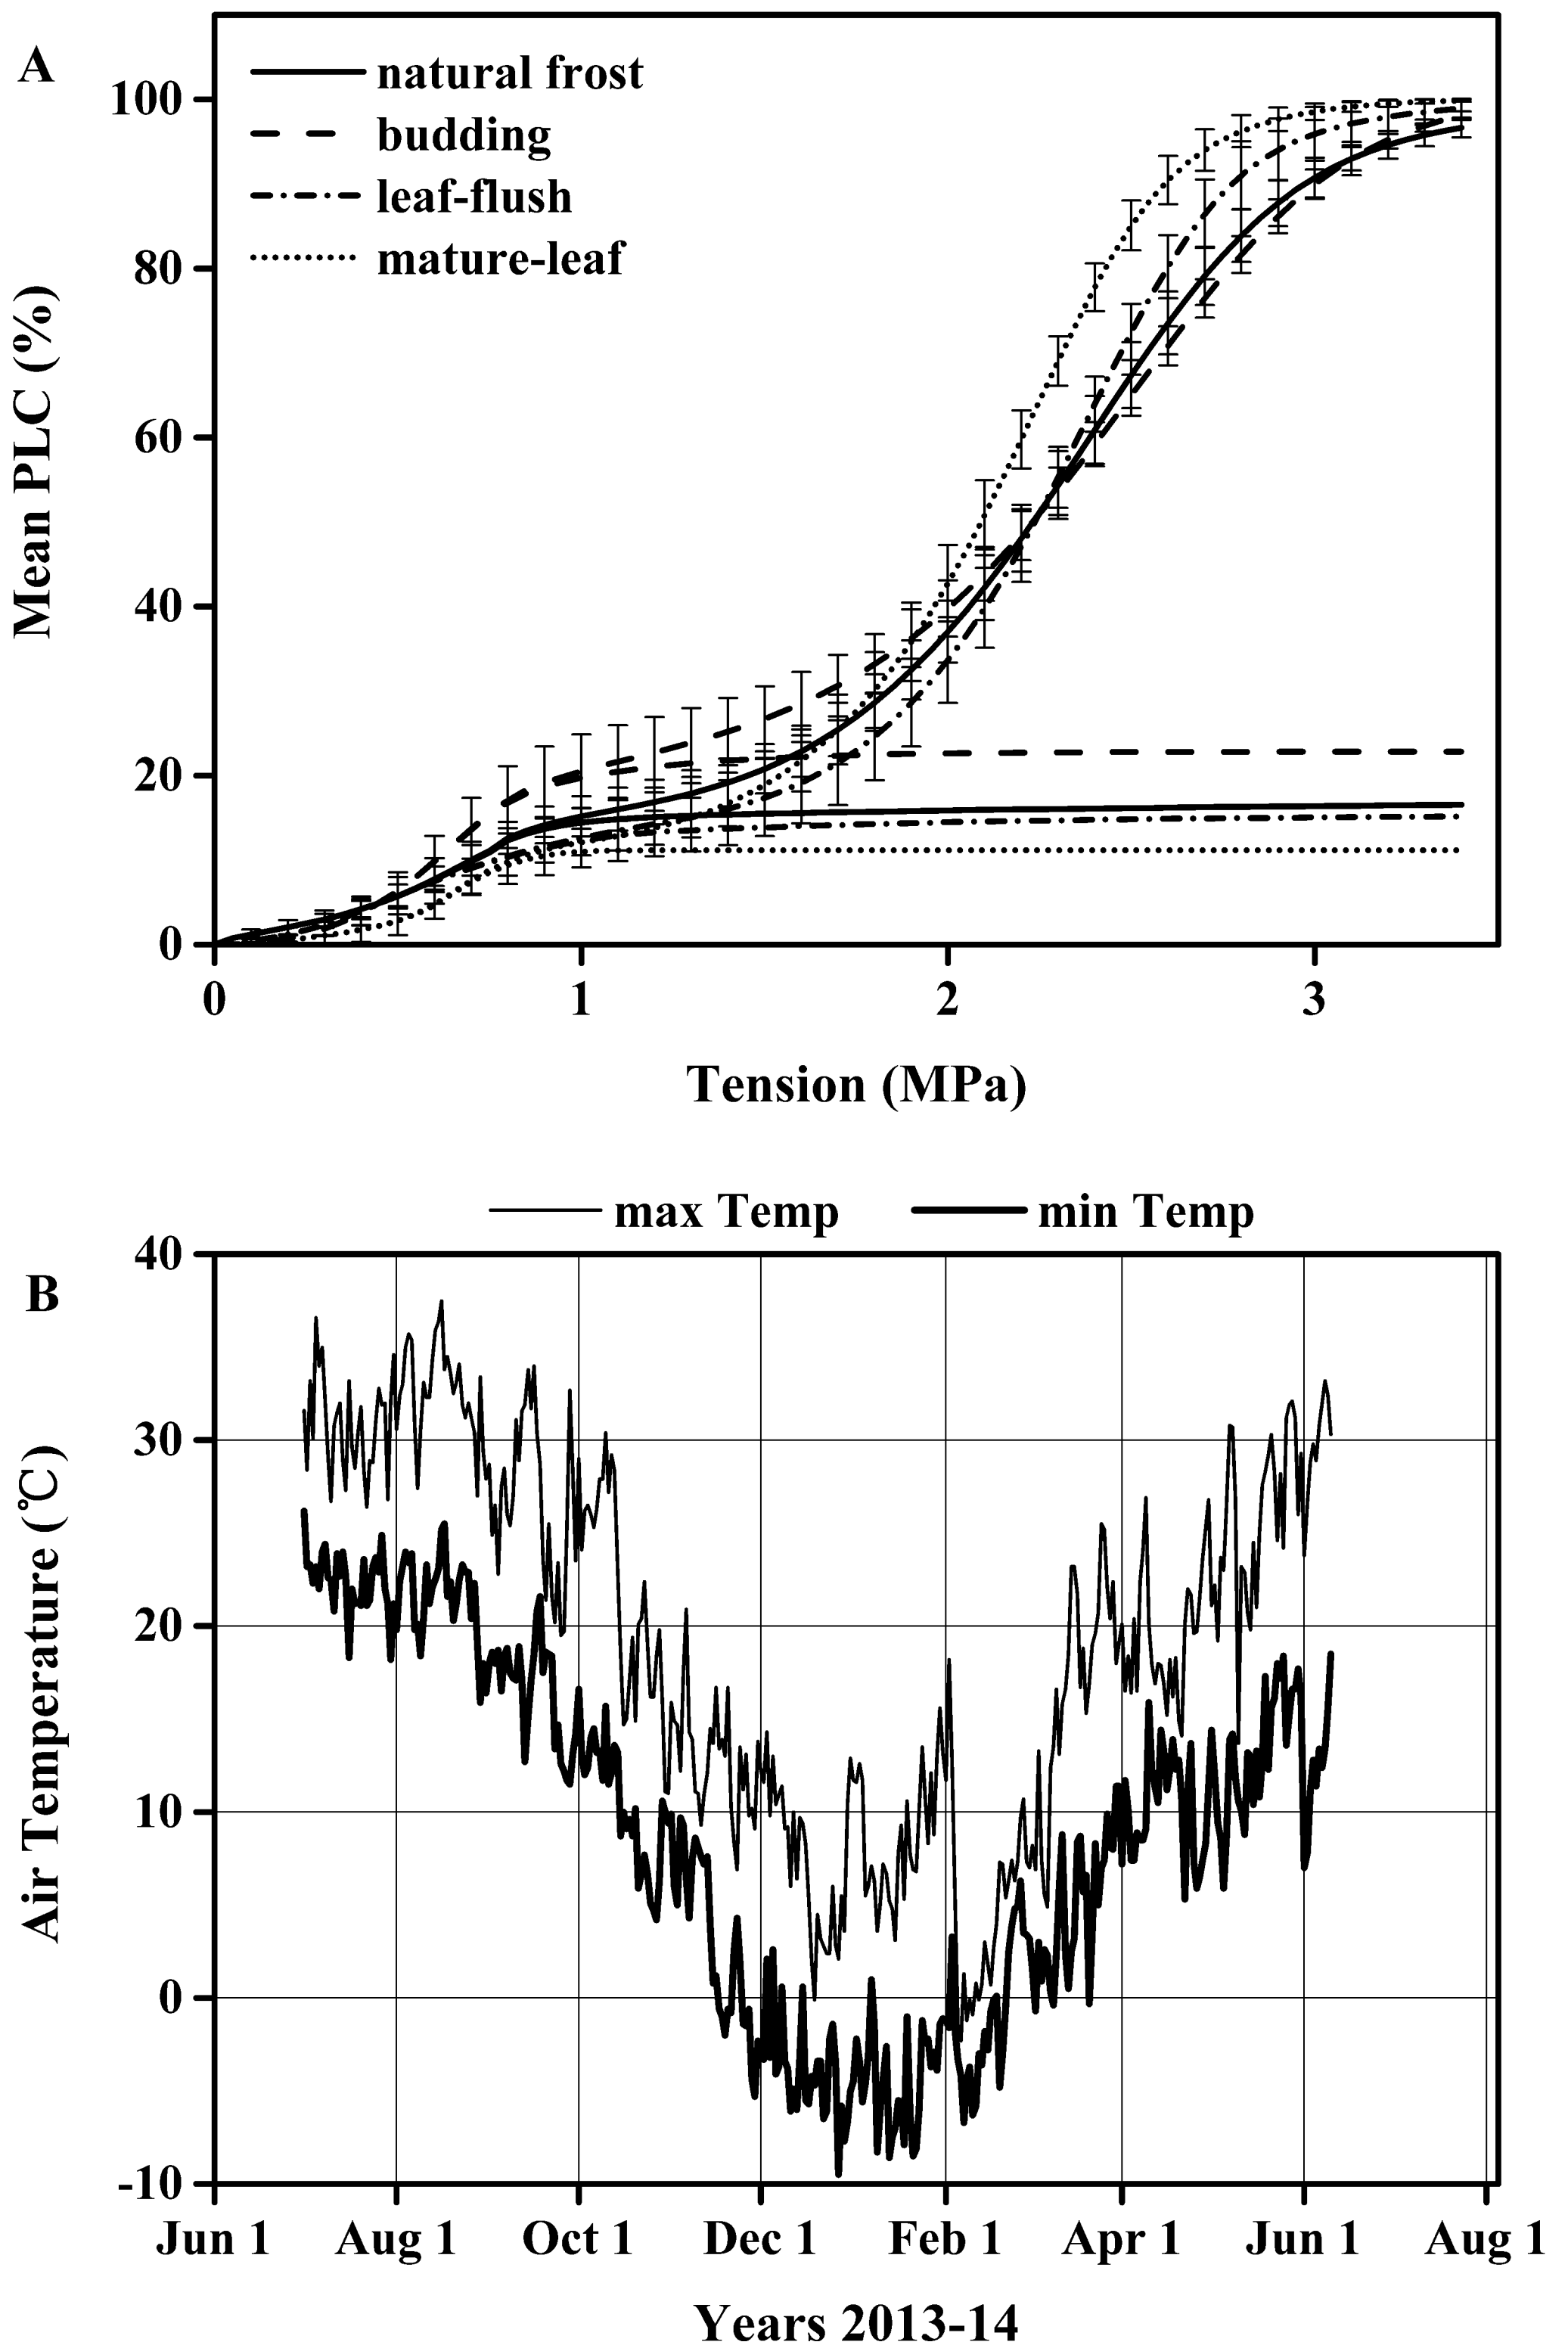 A
natural frost
budding
leaf-flush
mature-leaf
100
80
60
40
20
0
Mean PLC (%)
0 1 2 3
Tension (MPa)
max Temp min Temp
B
40
30
20
10
0
-10
Air Temperature (℃)
Jun 1 Aug 1 Oct 1 Dec 1 Feb 1 Apr 1 Jun 1 Aug 1
Years 2013-14